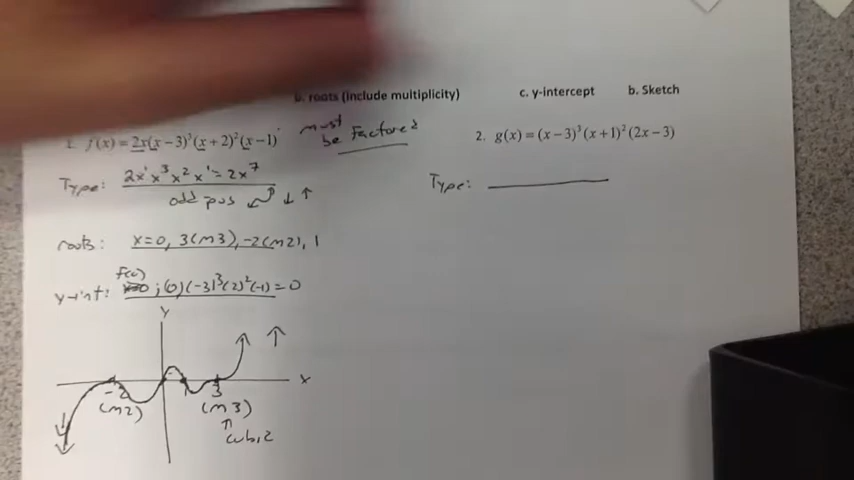 b. roots (include multiplicity) c. y-intercept b. Sketch
1. f(x) = 2x(x−3)³(x+2)²(x−1)
must be Factored
Type: 2x¹x³x²x¹ = 2x⁷
odd pos
roots: x=0, 3(m3), -2(m2), 1
f(0)
y-int: ; (0)(-3)³(2)²(-1) = 0
Y
X
-2
(m2)
1
3
(m3)
cubic
2. g(x) = (x−3)³(x+1)²(2x−3)
Type: